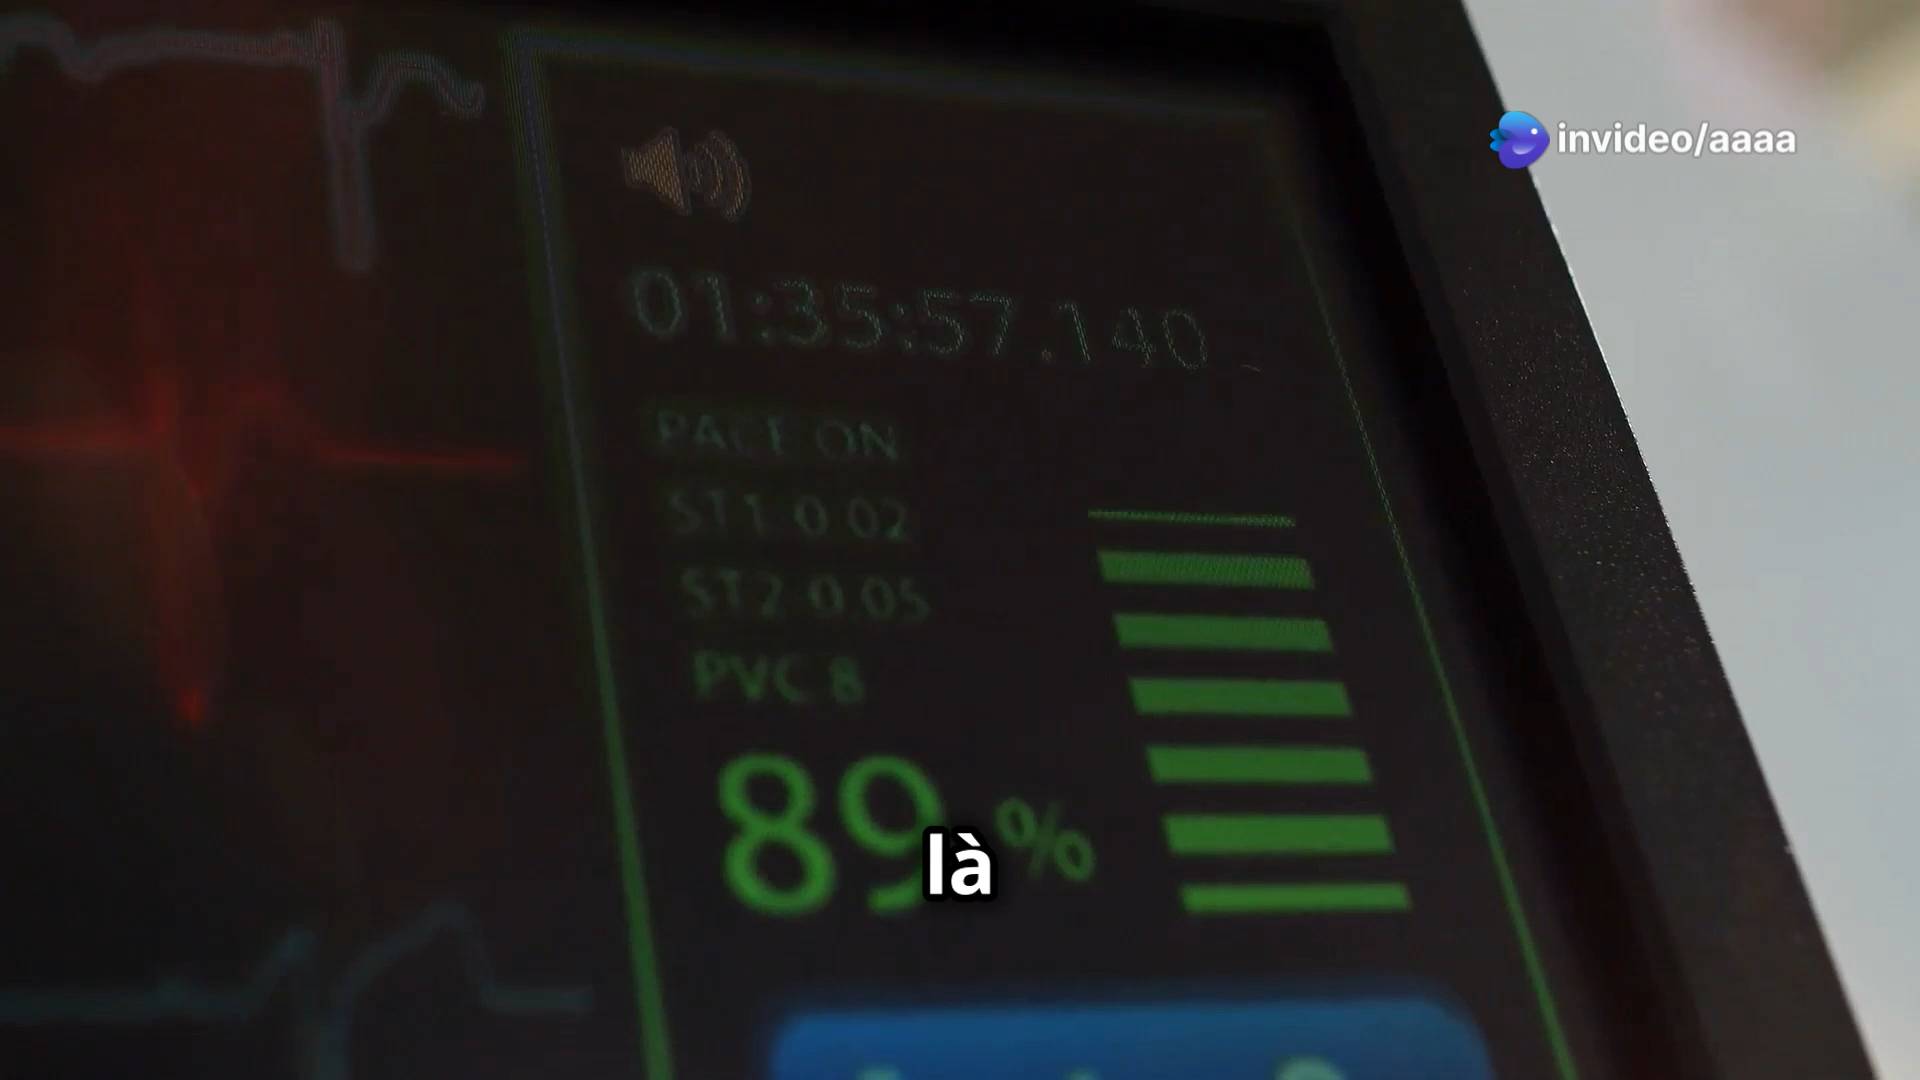 invideo/aaaa
01:35:57.140
PACE ON
ST1 0 02
ST2 0.05
PVC 8
89 %
là